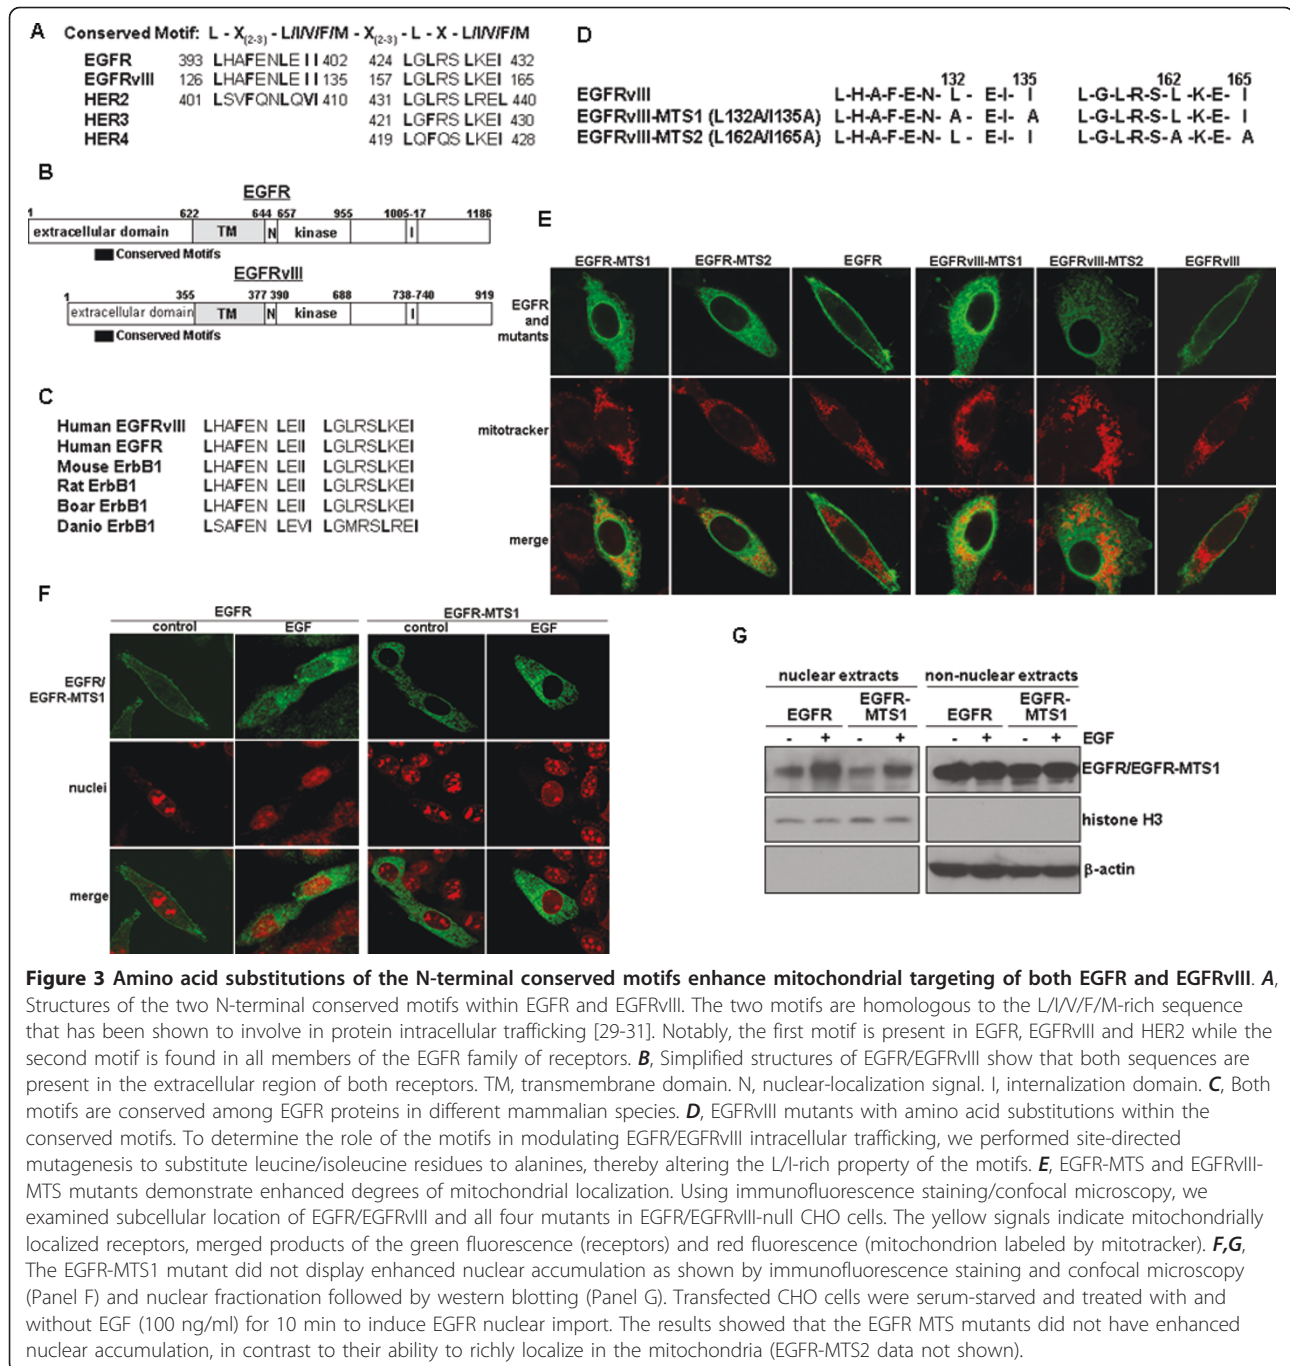 A Conserved Motif: L - X(2-3) - L/I/V/F/M - X(2-3) - L - X - L/I/V/F/M
EGFR 393 LHAFENLE I I 402 424 LGLRS LKEI 432
EGFRvIII 126 LHAFENLE I I 135 157 LGLRS LKEI 165
HER2 401 LSVFQNLQVI 410 431 LGLRS LREL 440
HER3 421 LGFRS LKEI 430
HER4 419 LQFQS LKEI 428
B
EGFR
1 622 644 657 955 1005-17 1186
extracellular domain TM N kinase I
Conserved Motifs
EGFRvIII
1 355 377 390 688 738-740 919
extracellular domain TM N kinase I
Conserved Motifs
C
Human EGFRvIII LHAFEN LEII LGLRSLKEI
Human EGFR LHAFEN LEII LGLRSLKEI
Mouse ErbB1 LHAFEN LEII LGLRSLKEI
Rat ErbB1 LHAFEN LEII LGLRSLKEI
Boar ErbB1 LHAFEN LEII LGLRSLKEI
Danio ErbB1 LSAFEN LEVI LGMRSLREI
D
132 135 162 165
EGFRvIII L-H-A-F-E-N- L - E-I- I L-G-L-R-S-L -K-E- I
EGFRvIII-MTS1 (L132A/I135A) L-H-A-F-E-N- A - E-I- A L-G-L-R-S-L -K-E- I
EGFRvIII-MTS2 (L162A/I165A) L-H-A-F-E-N- L - E-I- I L-G-L-R-S-A -K-E- A
E
EGFR-MTS1 EGFR-MTS2 EGFR EGFRvIII-MTS1 EGFRvIII-MTS2 EGFRvIII
EGFR
and
mutants
mitotracker
merge
F
EGFR EGFR-MTS1
control EGF control EGF
EGFR/
EGFR-MTS1
nuclei
merge
G
nuclear extracts non-nuclear extracts
EGFR EGFR-MTS1 EGFR EGFR-MTS1
- + - + - + - + EGF
EGFR/EGFR-MTS1
histone H3
β-actin
Figure 3 Amino acid substitutions of the N-terminal conserved motifs enhance mitochondrial targeting of both EGFR and EGFRvIII. A,
Structures of the two N-terminal conserved motifs within EGFR and EGFRvIII. The two motifs are homologous to the L/I/V/F/M-rich sequence
that has been shown to involve in protein intracellular trafficking [29-31]. Notably, the first motif is present in EGFR, EGFRvIII and HER2 while the
second motif is found in all members of the EGFR family of receptors. B, Simplified structures of EGFR/EGFRvIII show that both sequences are
present in the extracellular region of both receptors. TM, transmembrane domain. N, nuclear-localization signal. I, internalization domain. C, Both
motifs are conserved among EGFR proteins in different mammalian species. D, EGFRvIII mutants with amino acid substitutions within the
conserved motifs. To determine the role of the motifs in modulating EGFR/EGFRvIII intracellular trafficking, we performed site-directed
mutagenesis to substitute leucine/isoleucine residues to alanines, thereby altering the L/I-rich property of the motifs. E, EGFR-MTS and EGFRvIII-
MTS mutants demonstrate enhanced degrees of mitochondrial localization. Using immunofluorescence staining/confocal microscopy, we
examined subcellular location of EGFR/EGFRvIII and all four mutants in EGFR/EGFRvIII-null CHO cells. The yellow signals indicate mitochondrially
localized receptors, merged products of the green fluorescence (receptors) and red fluorescence (mitochondrion labeled by mitotracker). F,G,
The EGFR-MTS1 mutant did not display enhanced nuclear accumulation as shown by immunofluorescence staining and confocal microscopy
(Panel F) and nuclear fractionation followed by western blotting (Panel G). Transfected CHO cells were serum-starved and treated with and
without EGF (100 ng/ml) for 10 min to induce EGFR nuclear import. The results showed that the EGFR MTS mutants did not have enhanced
nuclear accumulation, in contrast to their ability to richly localize in the mitochondria (EGFR-MTS2 data not shown).